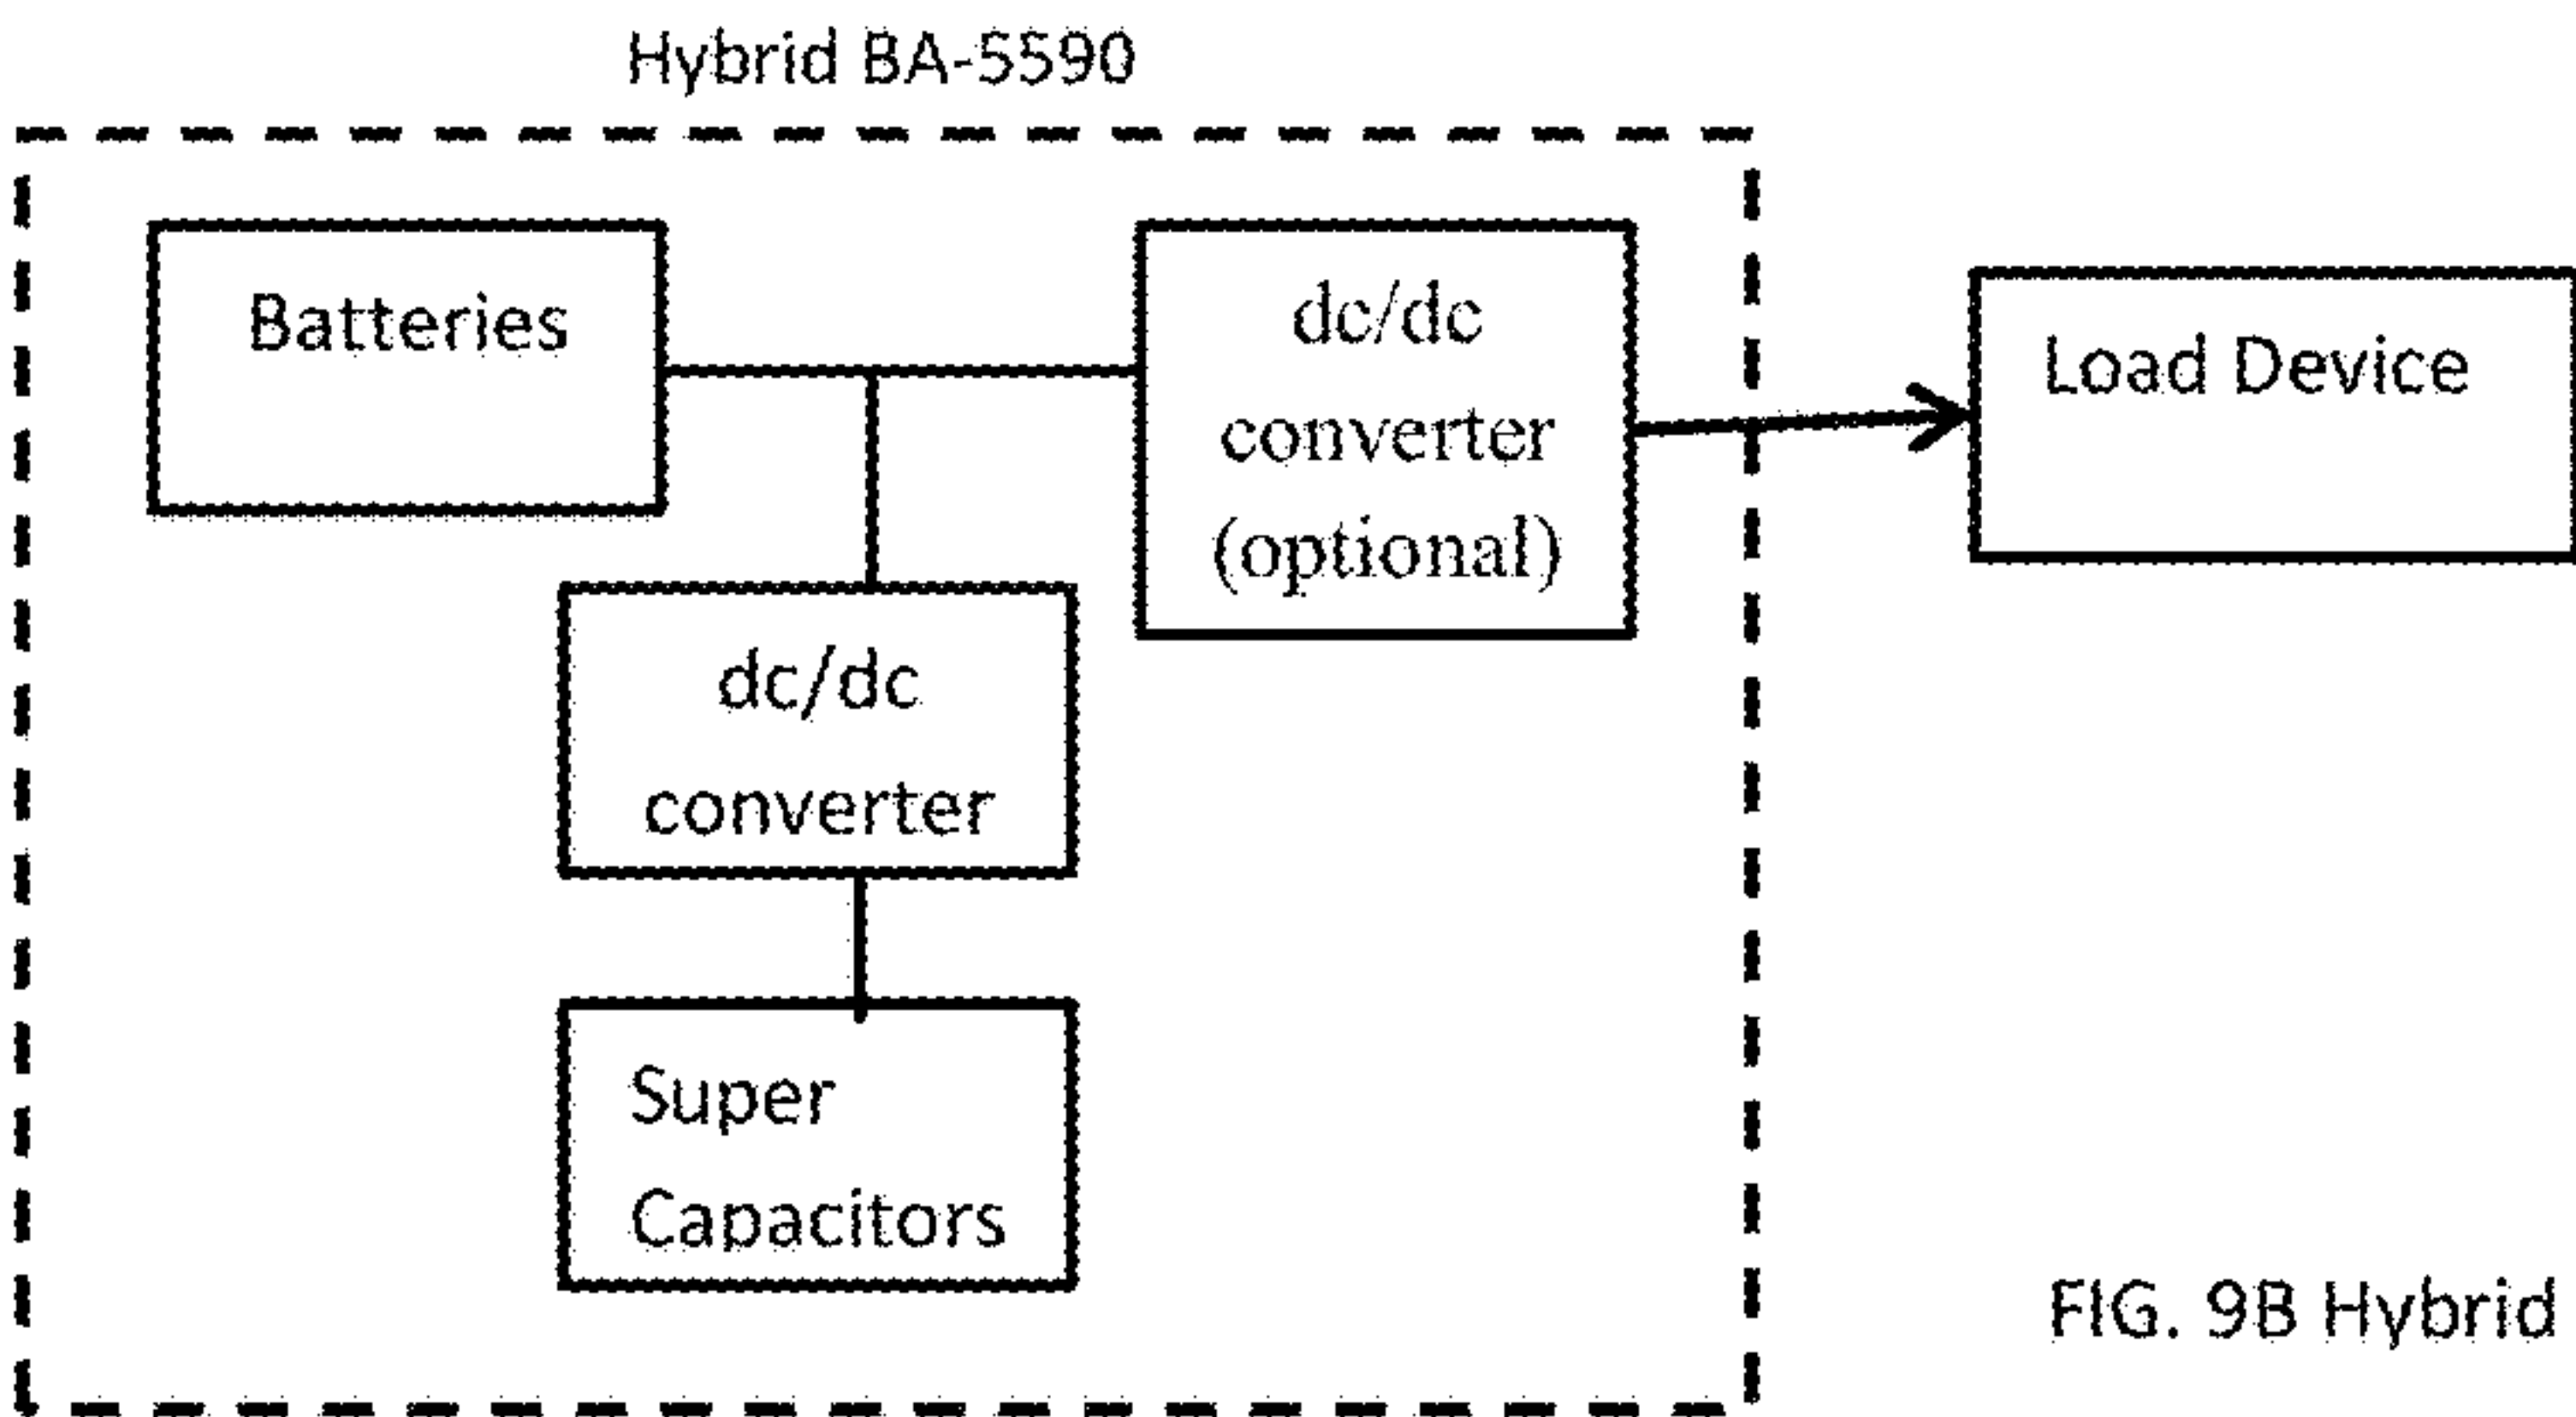 Hybrid BA-5590
Batteries
dc/dc
converter
(optional)
Load Device
dc/dc
converter
Super
Capacitors
FIG. 9B Hybrid